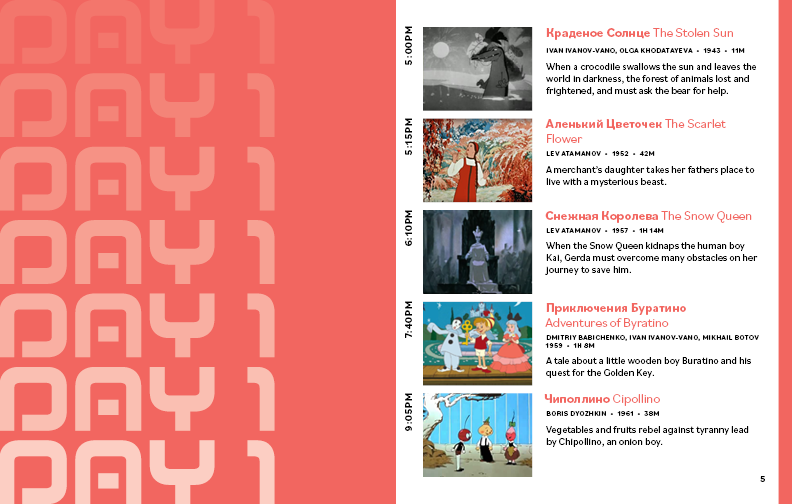 DAY 1
DAY 1
DAY 1
DAY 1
DAY 1
DAY 1
DAY 1
5:00PM
Краденое Солнце The Stolen Sun
IVAN IVANOV-VANO, OLGA KHODATAYEVA • 1943 • 11M
When a crocodile swallows the sun and leaves the
world in darkness, the forest of animals lost and
frightened, and must ask the bear for help.
5:15PM
Аленький Цветочек The Scarlet
Flower
LEV ATAMANOV • 1952 • 42M
A merchant's daughter takes her fathers place to
live with a mysterious beast.
6:10PM
Снежная Королева The Snow Queen
LEV ATAMANOV • 1957 • 1H 14M
When the Snow Queen kidnaps the human boy
Kai, Gerda must overcome many obstacles on her
journey to save him.
7:40PM
Приключения Буратино
Adventures of Byratino
DMITRIY BABICHENKO, IVAN IVANOV-VANO, MIKHAIL BOTOV
1959 • 1H 8M
A tale about a little wooden boy Buratino and his
quest for the Golden Key.
9:05PM
Чиполлино Cipollino
BORIS DYOZHKIN • 1961 • 38M
Vegetables and fruits rebel against tyranny lead
by Chipollino, an onion boy.
5